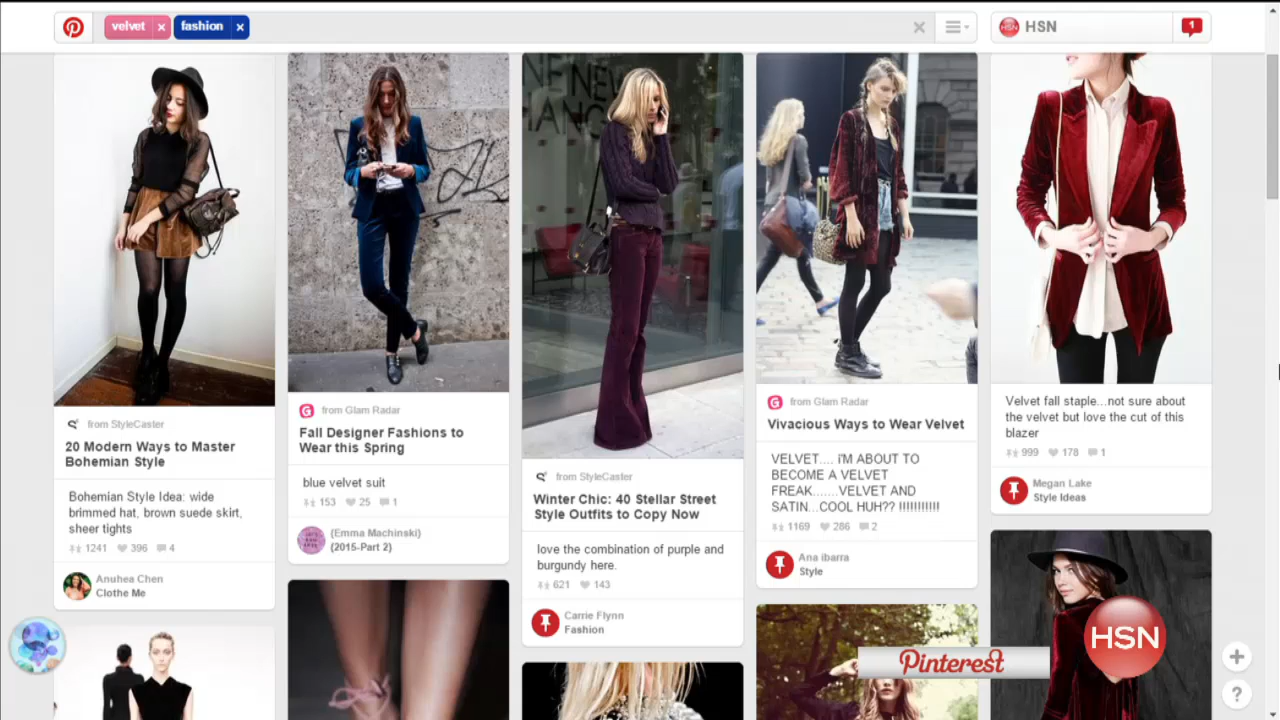 velvet × fashion ×
HSN
1
NEW
from StyleCaster
20 Modern Ways to Master
Bohemian Style
Bohemian Style Idea: wide
brimmed hat, brown suede skirt,
sheer tights
1241 396 4
Anuhea Chen
Clothe Me
from Glam Radar
Fall Designer Fashions to
Wear this Spring
blue velvet suit
153 25 1
(Emma Machinski)
(2015-Part 2)
from StyleCaster
Winter Chic: 40 Stellar Street
Style Outfits to Copy Now
love the combination of purple and
burgundy here.
621 143
Carrie Flynn
Fashion
from Glam Radar
Vivacious Ways to Wear Velvet
VELVET.... iM ABOUT TO
BECOME A VELVET
FREAK.......VELVET AND
SATIN...COOL HUH?? !!!!!!!!!!!
1169 286 2
Ana ibarra
Style
Velvet fall staple...not sure about
the velvet but love the cut of this
blazer
999 178 1
Megan Lake
Style Ideas
Pinterest
HSN
+
?